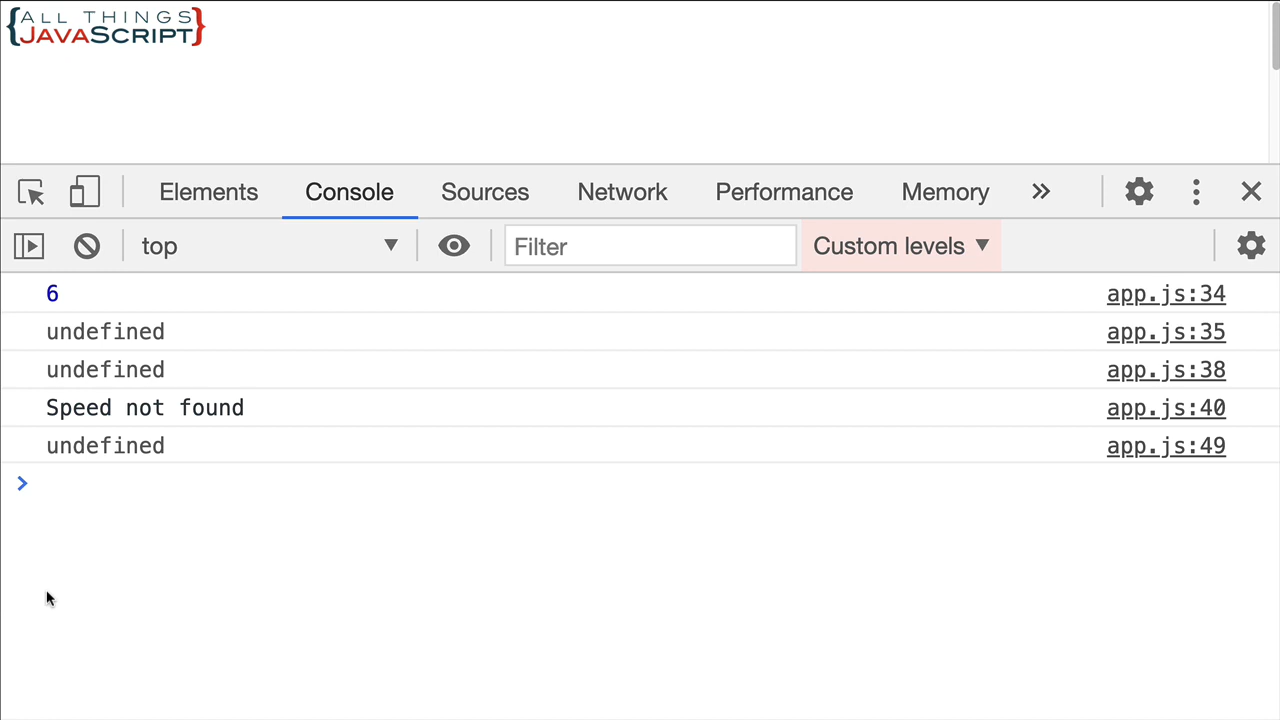 {ALL THINGS
JAVASCRIPT}
Elements Console Sources Network Performance Memory »
top ▼ Filter Custom levels ▼
6 app.js:34
undefined app.js:35
undefined app.js:38
Speed not found app.js:40
undefined app.js:49
>